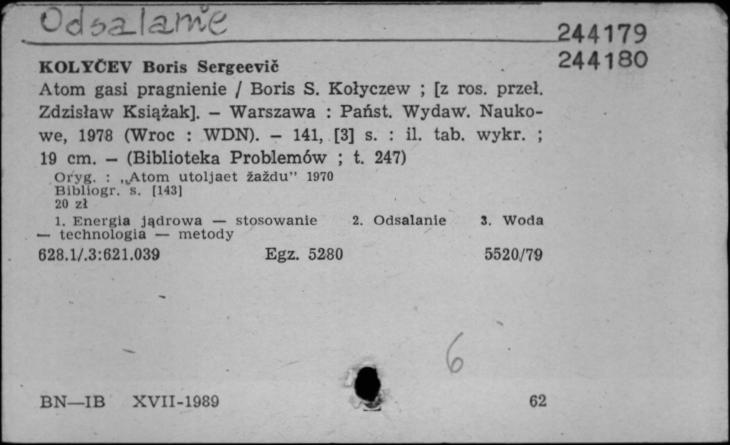 Odsalanie
244179
244180
KOLYČEV Boris Sergeevič
Atom gasi pragnienie / Boris S. Kołyczew ; [z ros. przeł.
Zdzisław Książak]. — Warszawa : Państ. Wydaw. Nauko-
we, 1978 (Wroc : WDN). — 141, [3] s. : il. tab. wykr. ;
19 cm. — (Biblioteka Problemów ; t. 247)
Oryg. : „Atom utoljaet žaždu" 1970
Bibliogr. s. [143]
20 zł
1. Energia jądrowa — stosowanie 2. Odsalanie 3. Woda
— technologia — metody
628.1/.3:621.039 Egz. 5280 5520/79
6
BN—IB XVII-1989 62